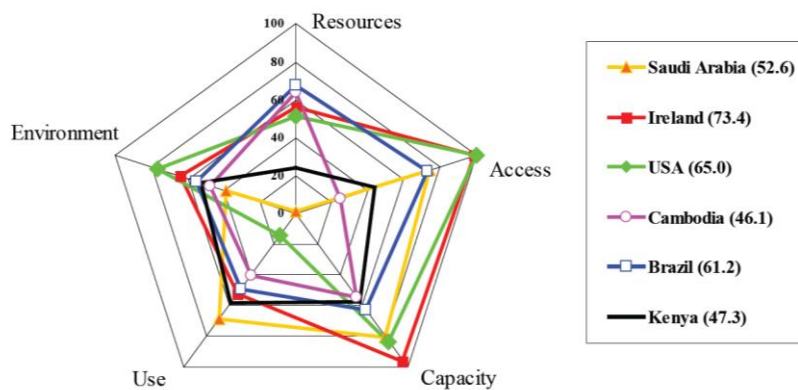 Resources
100
80
60
40
20
0
Environment
Access
Use
Capacity
Saudi Arabia (52.6)
Ireland (73.4)
USA (65.0)
Cambodia (46.1)
Brazil (61.2)
Kenya (47.3)